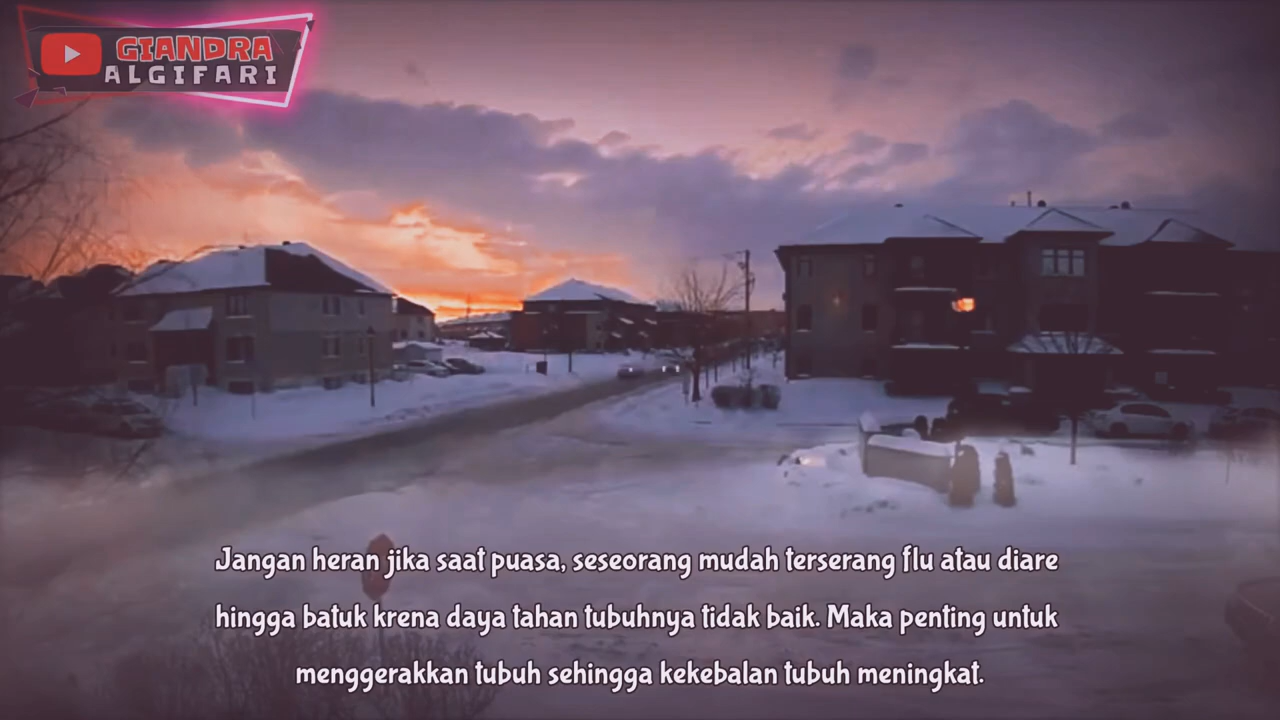 GIANDRA
ALGIFARI
Jangan heran jika saat puasa, seseorang mudah terserang flu atau diare
hingga batuk krena daya tahan tubuhnya tidak baik. Maka penting untuk
menggerakkan tubuh sehingga kekebalan tubuh meningkat.